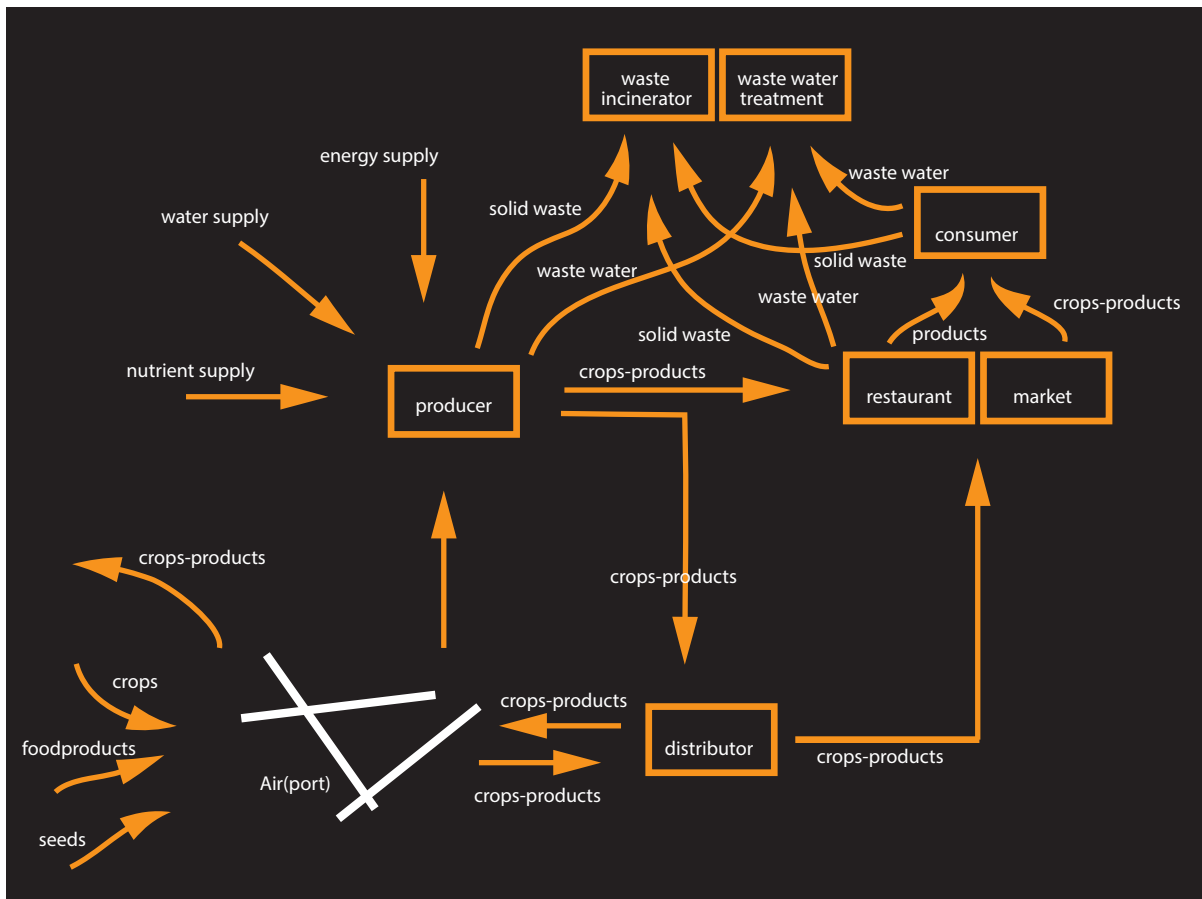 waste
incinerator
waste water
treatment
energy supply
waste water
solid waste
water supply
consumer
solid waste
waste water
waste water
crops-products
solid waste
products
nutrient supply
crops-products
producer
restaurant
market
crops-products
crops-products
crops
crops-products
foodproducts
distributor
crops-products
Air(port)
crops-products
seeds